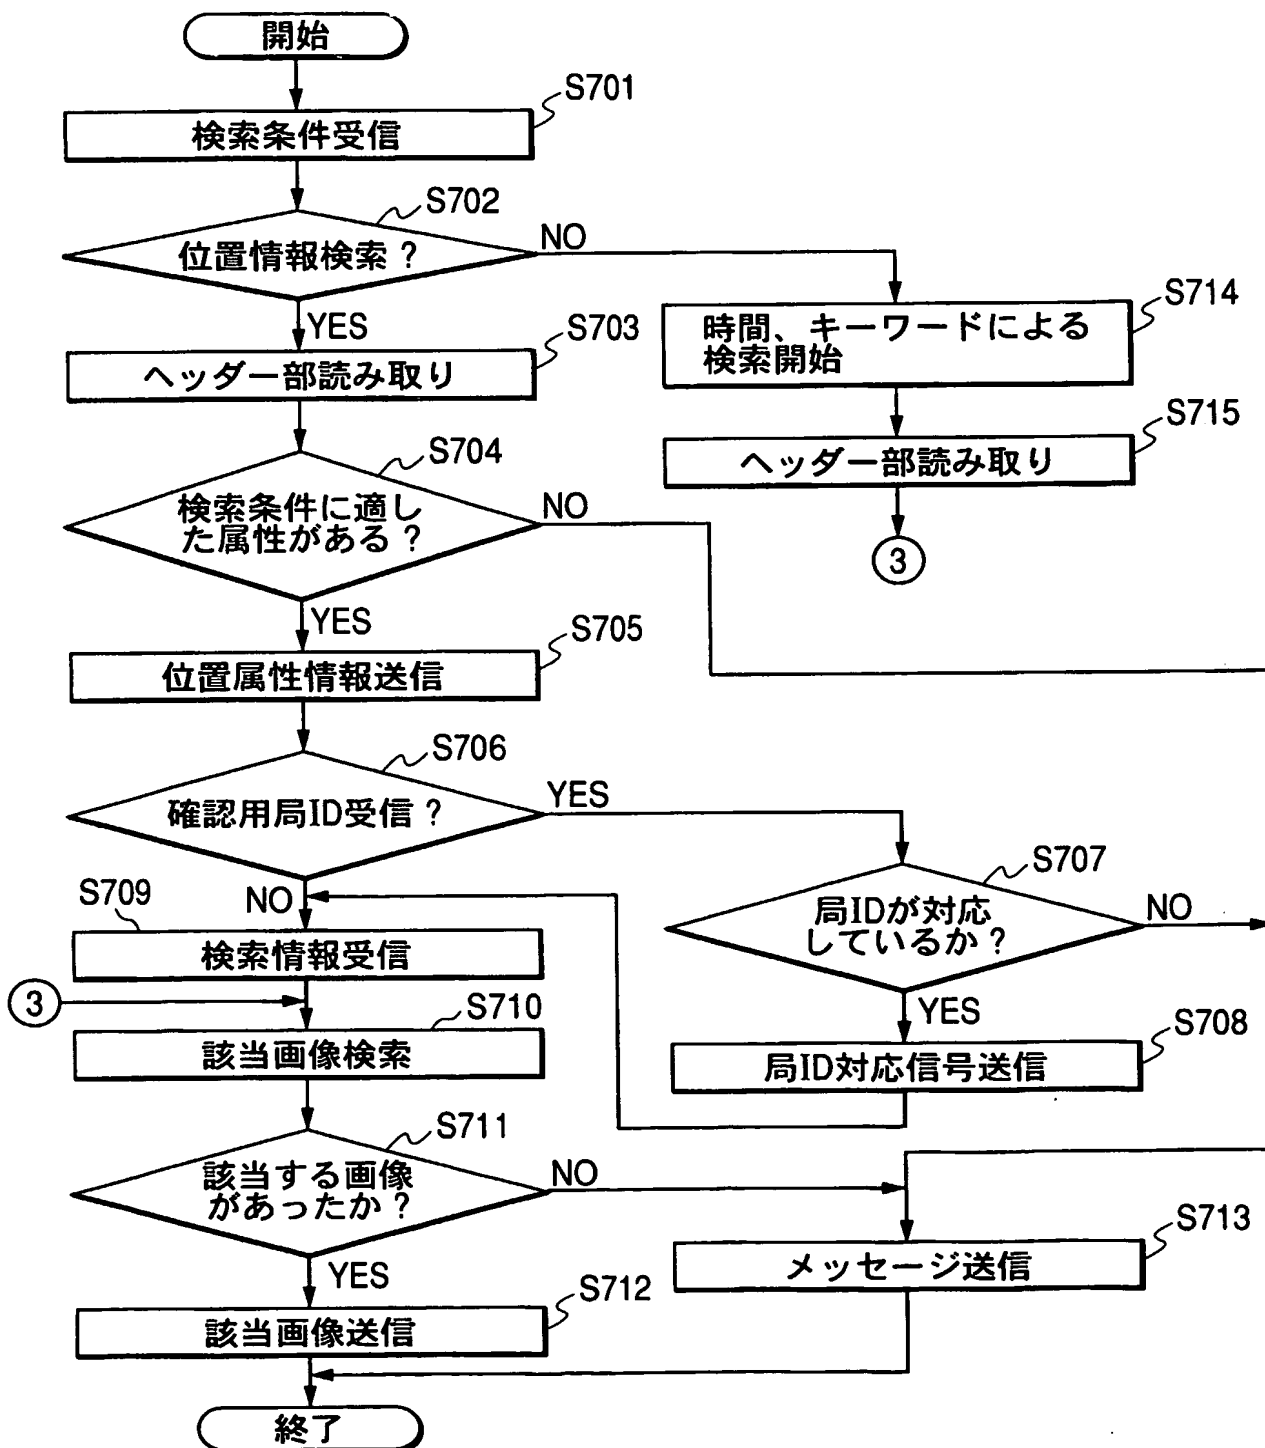 開始
S701
検索条件受信
S702
位置情報検索？
NO
YES
S703
ヘッダー部読み取り
S714
時間、キーワードによる
検索開始
S715
ヘッダー部読み取り
3
S704
検索条件に適し
た属性がある？
NO
YES
S705
位置属性情報送信
S706
確認用局ID受信？
YES
NO
S707
局IDが対応
しているか？
NO
YES
S708
局ID対応信号送信
S709
検索情報受信
3
S710
該当画像検索
S711
該当する画像
があったか？
NO
YES
S713
メッセージ送信
S712
該当画像送信
終了